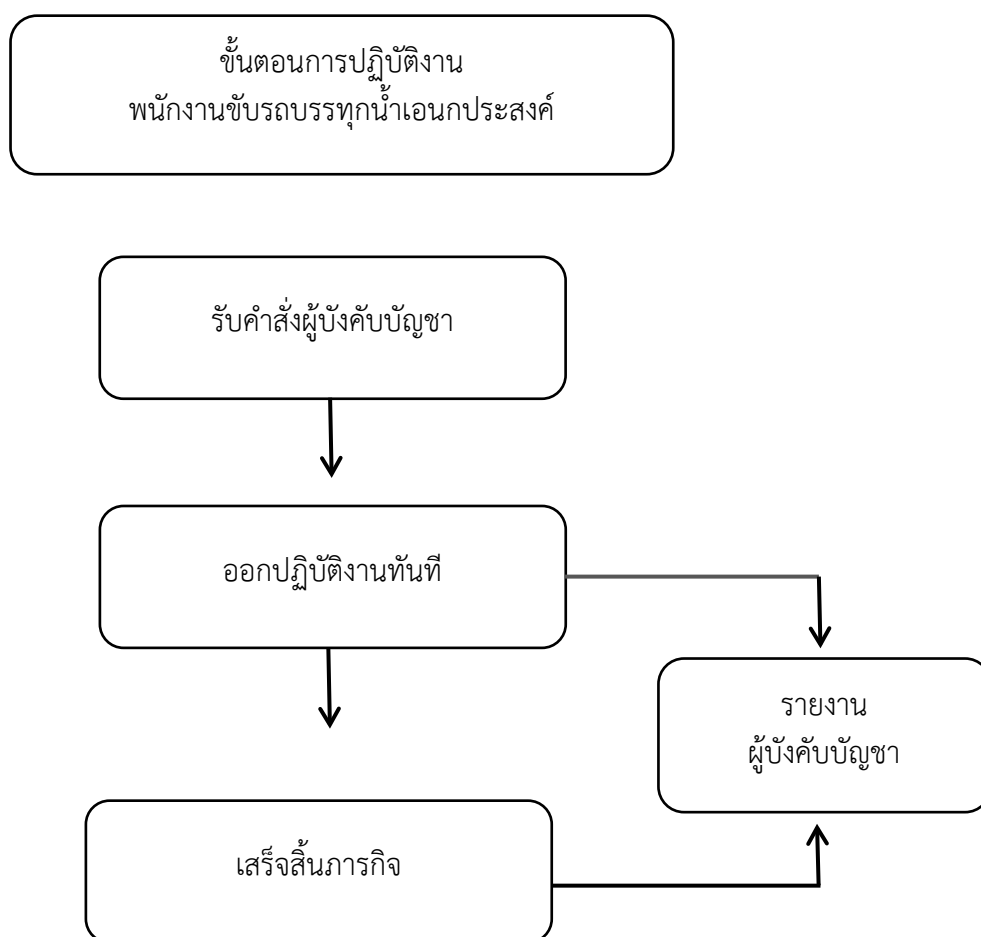 ขั้นตอนการปฏิบัติงาน
พนักงานขับรถบรรทุกน้ำเอนกประสงค์
รับคำสั่งผู้บังคับบัญชา
ออกปฏิบัติงานทันที
รายงาน
ผู้บังคับบัญชา
เสร็จสิ้นภารกิจ